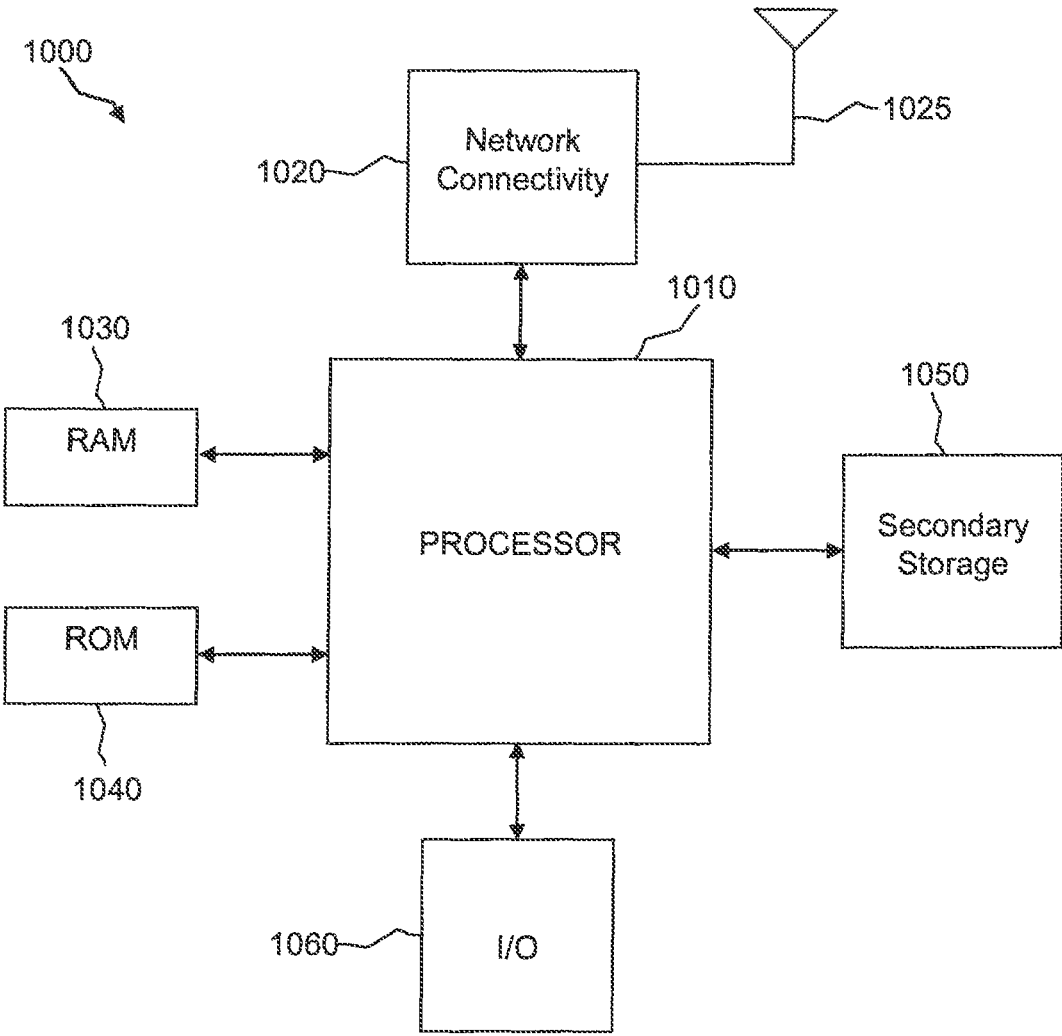 1000
1025
Network
Connectivity
1020
1010
1030
1050
RAM
Secondary
Storage
PROCESSOR
ROM
1040
1060
I/O